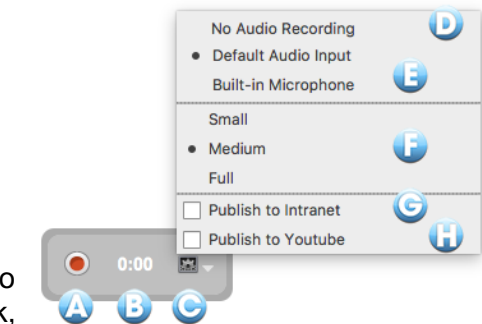 No Audio Recording D
Default Audio Input
Built-in Microphone E
Small
Medium F
Full
Publish to Intranet G
Publish to Youtube H
0:00
o
A B C
k,